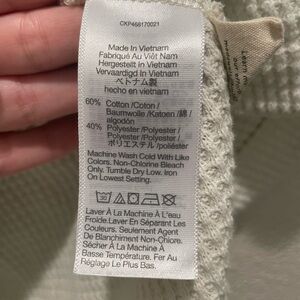 CKP468170021
Made In Vietnam
Fabriqué Au Viêt Nam
Hergestellt in Vietnam
Vervaardigd In Vietnam
ベトナム製
hecho en vietnam
60% Cotton /Coton /
Baumwolle /Katoen /綿 /
algodón
40% Polyester /Polyester /
Polyester /Polyester /
ポリエステル /poliéster
Machine Wash Cold With Like
Colors. Non-Chlorine Bleach
Only. Tumble Dry Low. Iron
On Lowest Setting.
Laver À La Machine À L'eau
Froide.Laver En Séparant Les
Couleurs. Seulement Agent
De Blanchiment Non-Chlore.
Sécher À La Machine À
Basse Température. Fer Au
Réglage Le Plus Bas.
Learn m